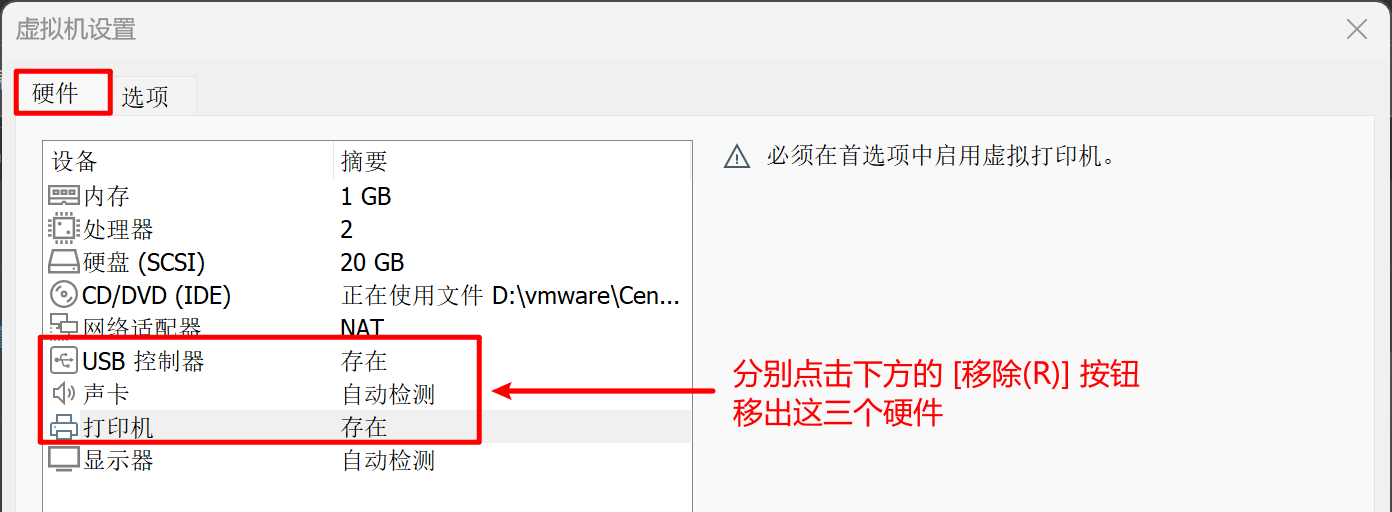 虚拟机设置
硬件 选项
设备 摘要
必须在首选项中启用虚拟打印机。
内存 1 GB
处理器 2
硬盘 (SCSI) 20 GB
CD/DVD (IDE) 正在使用文件 D:\vmware\Cen...
网络适配器 NAT
USB 控制器 存在
声卡 自动检测
打印机 存在
显示器 自动检测
分别点击下方的 [移除(R)] 按钮
移出这三个硬件